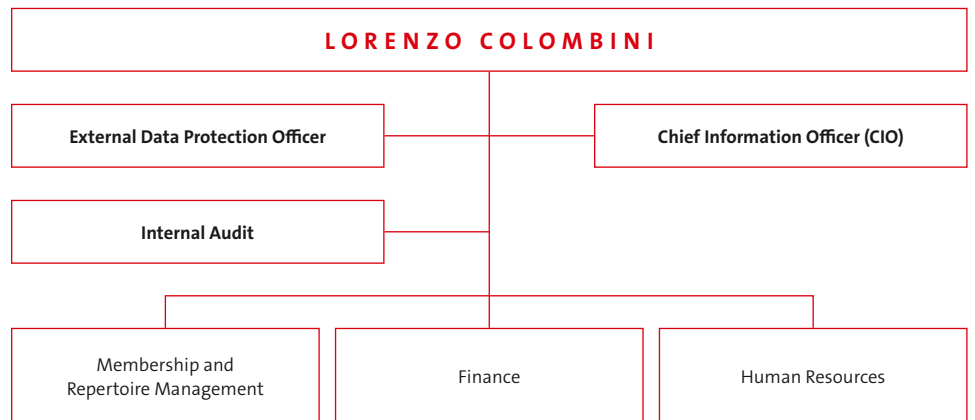 LORENZO COLOMBINI
External Data Protection Officer
Chief Information Officer (CIO)
Internal Audit
Membership and
Repertoire Management
Finance
Human Resources